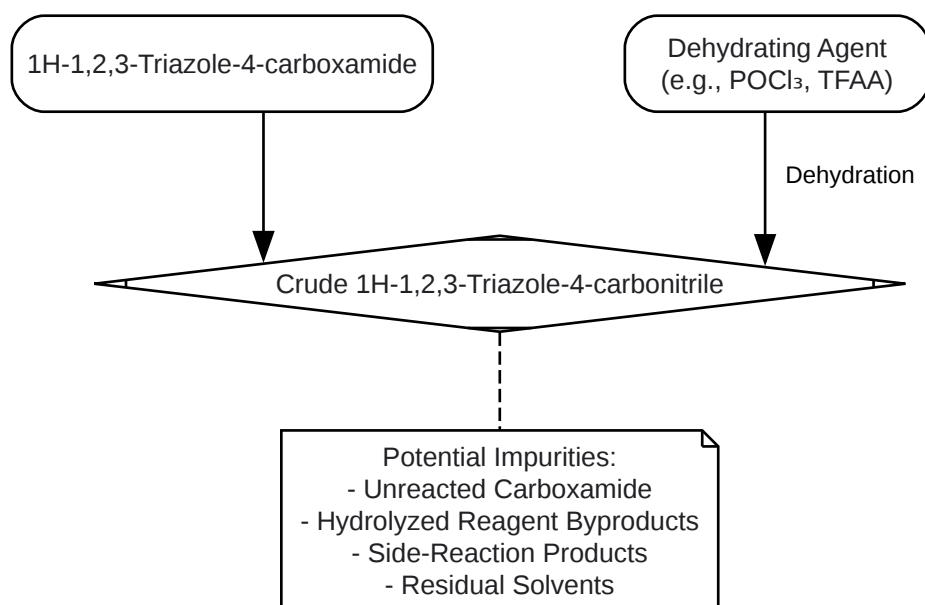 1H-1,2,3-Triazole-4-carboxamide
Dehydrating Agent
(e.g., POCl₃, TFAA)
Dehydration
Crude 1H-1,2,3-Triazole-4-carbonitrile
Potential Impurities:
- Unreacted Carboxamide
- Hydrolyzed Reagent Byproducts
- Side-Reaction Products
- Residual Solvents